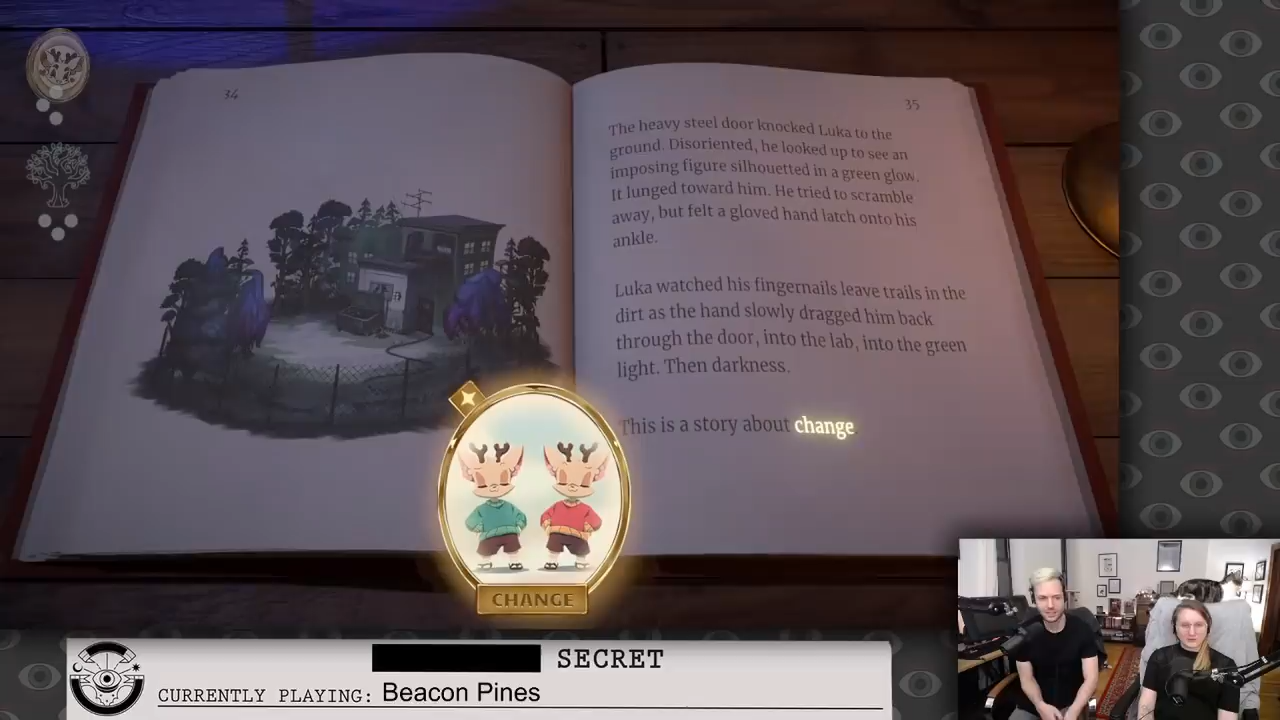 34
35
The heavy steel door knocked Luka to the
ground. Disoriented, he looked up to see an
imposing figure silhouetted in a green glow.
It lunged toward him. He tried to scramble
away, but felt a gloved hand latch onto his
ankle.
Luka watched his fingernails leave trails in the
dirt as the hand slowly dragged him back
through the door, into the lab, into the green
light. Then darkness.
This is a story about change.
CHANGE
SECRET
CURRENTLY PLAYING: Beacon Pines